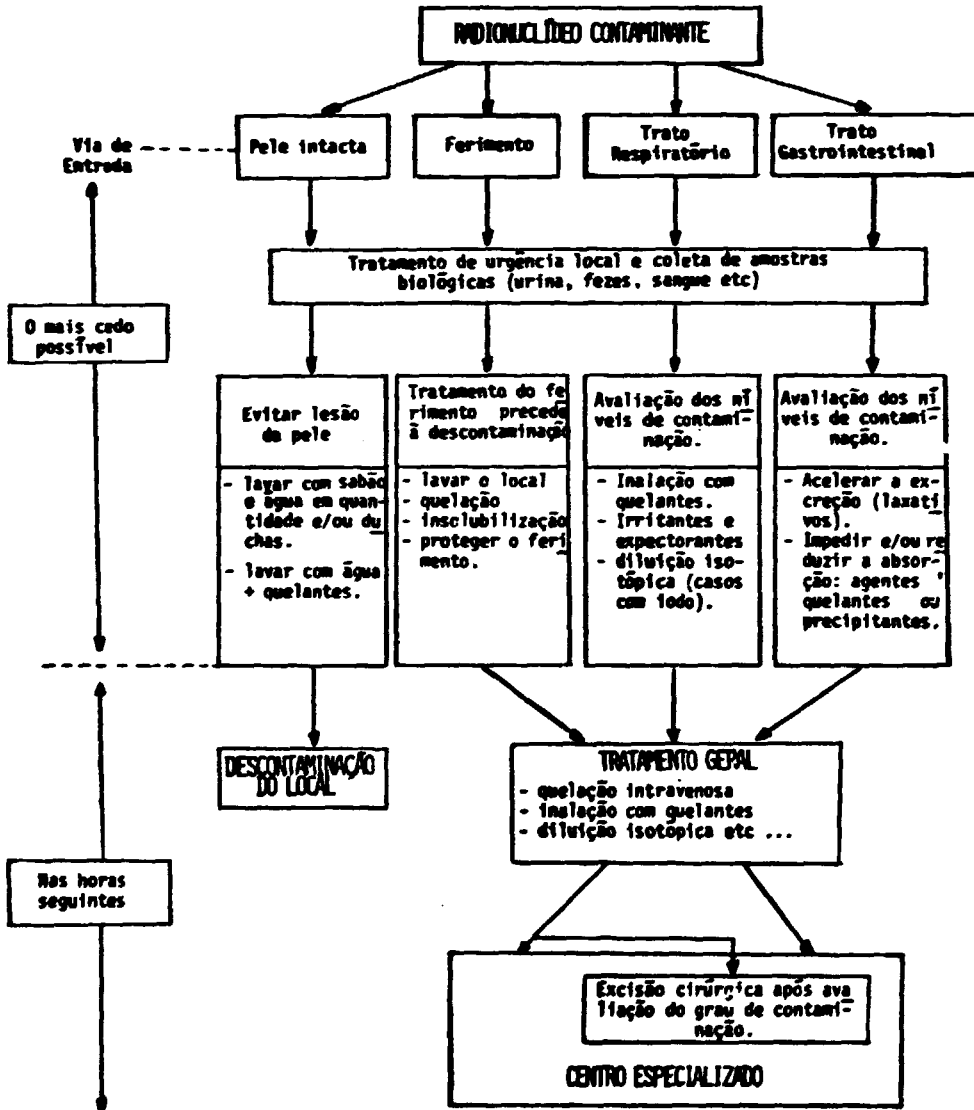 RADIONUCLÍDEO CONTAMINANTE
Via de
Entrada
Pele intacta
Ferimento
Trato
Respiratório
Trato
Gastrointestinal
Tratamento de urgência local e coleta de amostras
biológicas (urina, fezes, sangue etc)
O mais cedo
possível
Evitar lesão
da pele
- lavar com sabão
e água em quan-
tidade e/ou du
chas.
- lavar com água
+ quelantes.
Tratamento do fe
rimento precede
à descontaminação
- lavar o local
- quelação
- insolubilização
- proteger o feri
mento.
Avaliação dos ní
veis de contami-
nação.
- Inalação com
quelantes.
- Irritantes e
expectorantes
- diluição iso-
tópica (casos
com iodo).
Avaliação dos ní
veis de contami-
nação.
- Acelerar a ex-
creção (laxati
vos).
- Impedir e/ou re
duzir a absor-
ção: agentes '
quelantes ou
precipitantes.
DESCONTAMINAÇÃO
DO LOCAL
TRATAMENTO GEPAL
- quelação intravenosa
- inalação com quelantes
- diluição isotópica etc ...
Nas horas
seguintes
Excisão cirúrgica após ava
liação do grau de contami-
nação.
CENTRO ESPECIALIZADO